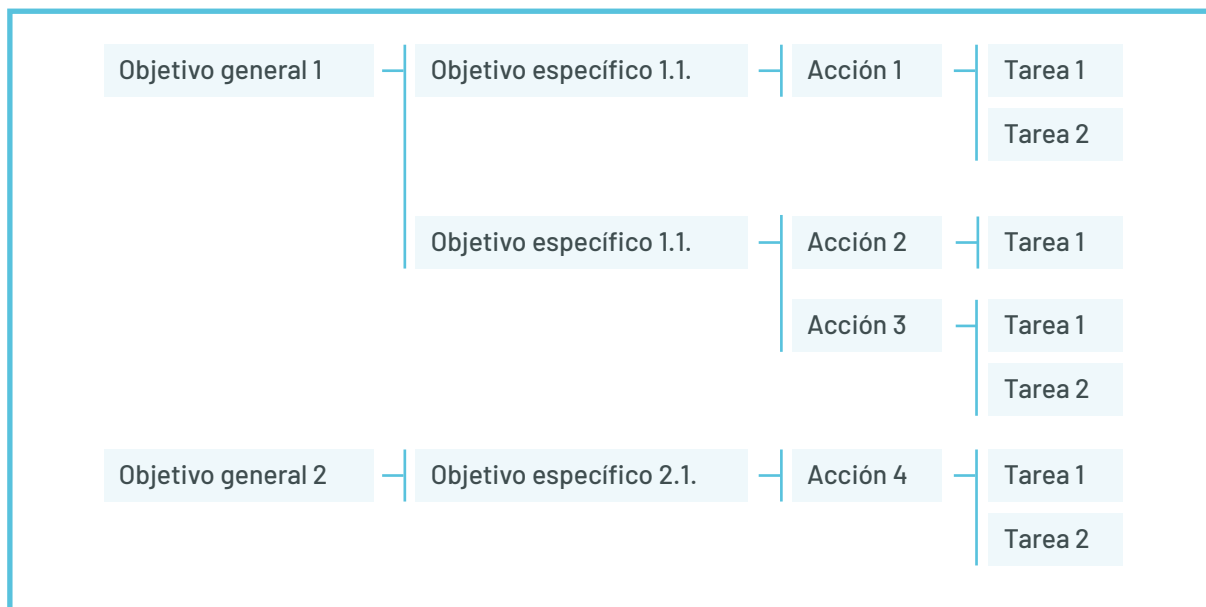 Objetivo general 1
Objetivo específico 1.1.
Acción 1
Tarea 1
Tarea 2
Objetivo específico 1.1.
Acción 2
Tarea 1
Acción 3
Tarea 1
Tarea 2
Objetivo general 2
Objetivo específico 2.1.
Acción 4
Tarea 1
Tarea 2